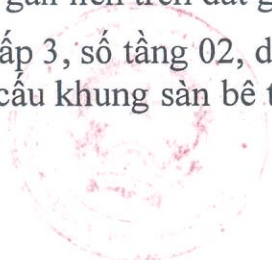 gắn liền trên đất g
ấp 3, số tầng 02, d
cấu khung sàn bê t